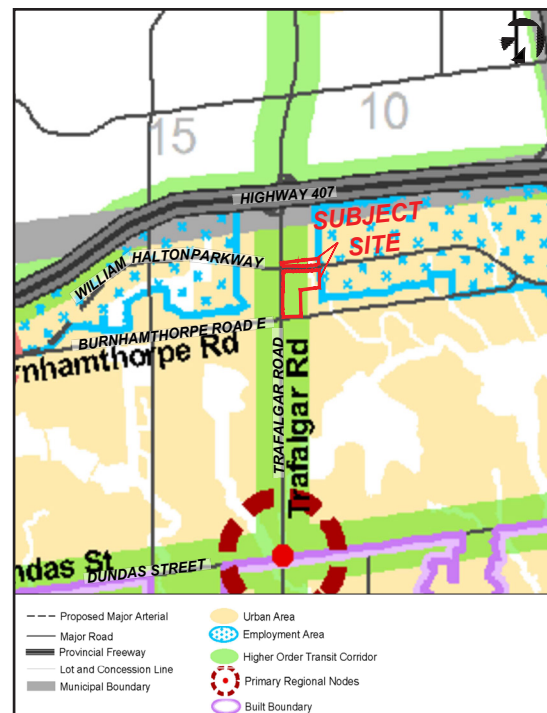 15
10
HIGHWAY 407
SUBJECT
SITE
WILLIAM HALTON PARKWAY
BURNHAMTHORPE ROAD E
rnhamthorpe Rd
TRAFALGAR ROAD
Trafalgar Rd
undas St
DUNDAS STREET
Proposed Major Arterial
Major Road
Provincial Freeway
Lot and Concession Line
Municipal Boundary
Urban Area
Employment Area
Higher Order Transit Corridor
Primary Regional Nodes
Built Boundary